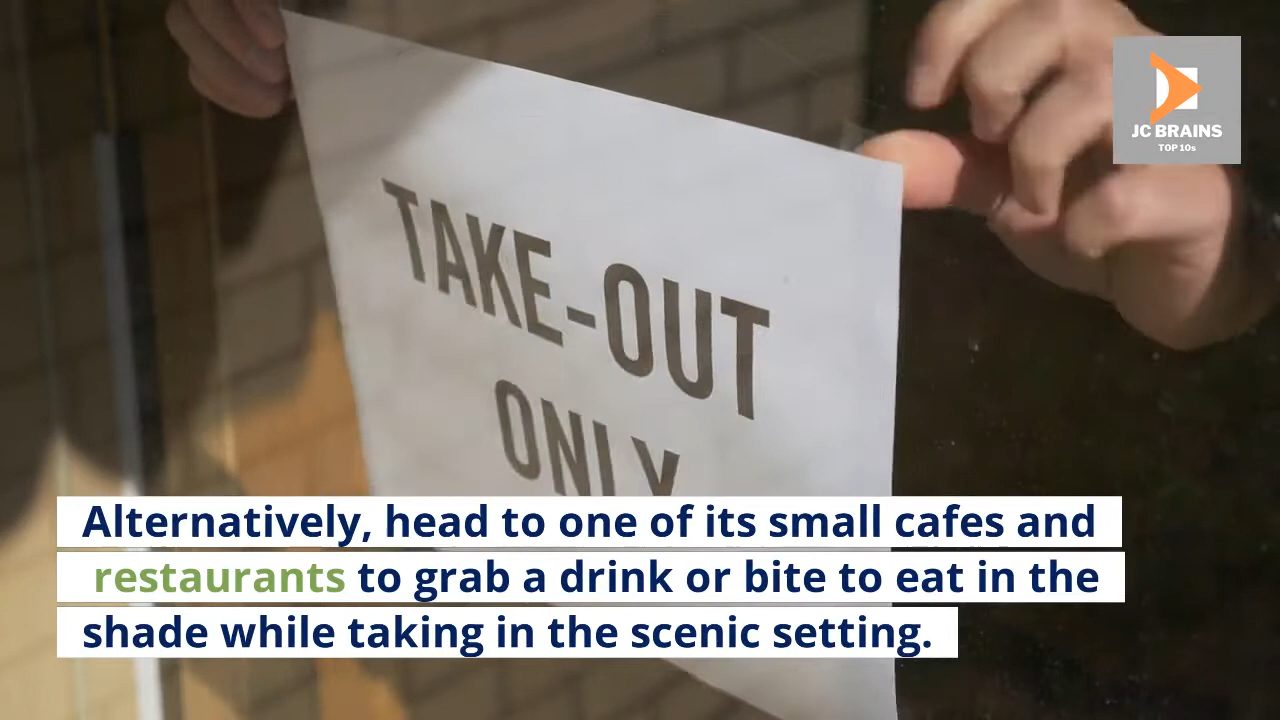 JC BRAINS
TOP 10s
TAKE-OUT
ONLY
Alternatively, head to one of its small cafes and
restaurants to grab a drink or bite to eat in the
shade while taking in the scenic setting.